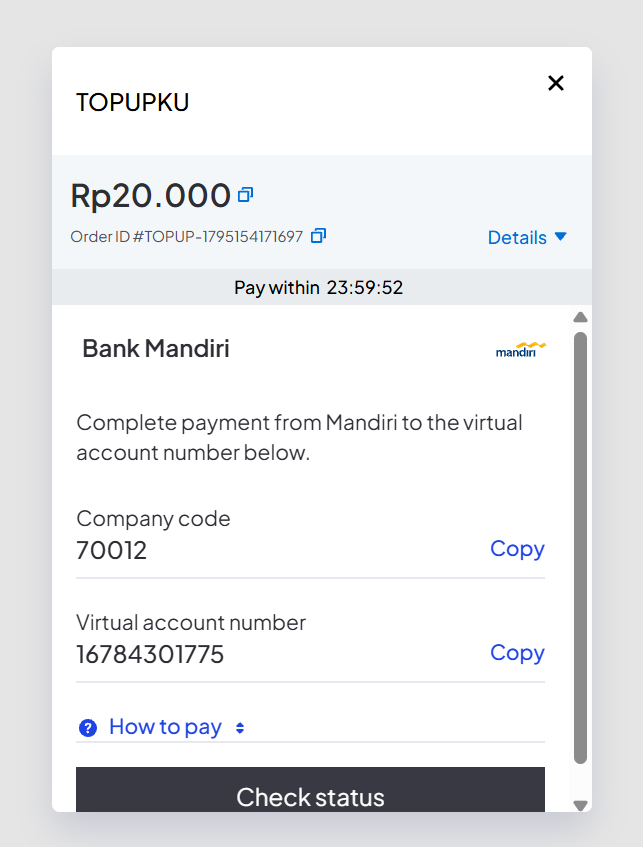 TOPUPKU
Rp20.000
Order ID #TOPUP-1795154171697
Details
Pay within 23:59:52
Bank Mandiri
mandırı
Complete payment from Mandiri to the virtual
account number below.
Company code
70012
Copy
Virtual account number
16784301775
Copy
? How to pay
Check status